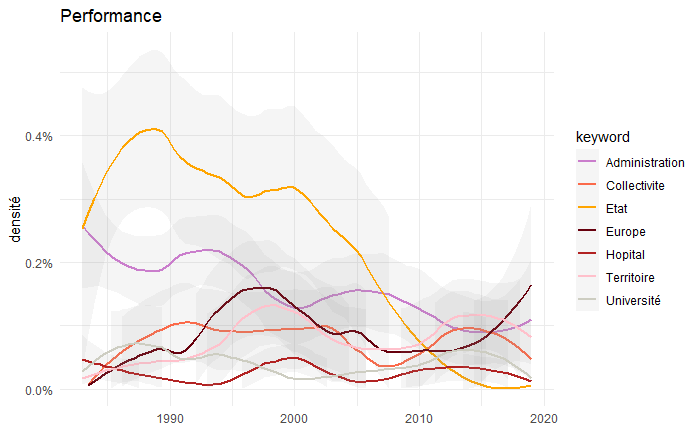 Performance
densité
0.4%
0.2%
0.0%
1990
2000
2010
2020
keyword
Administration
Collectivite
Etat
Europe
Hopital
Territoire
Université